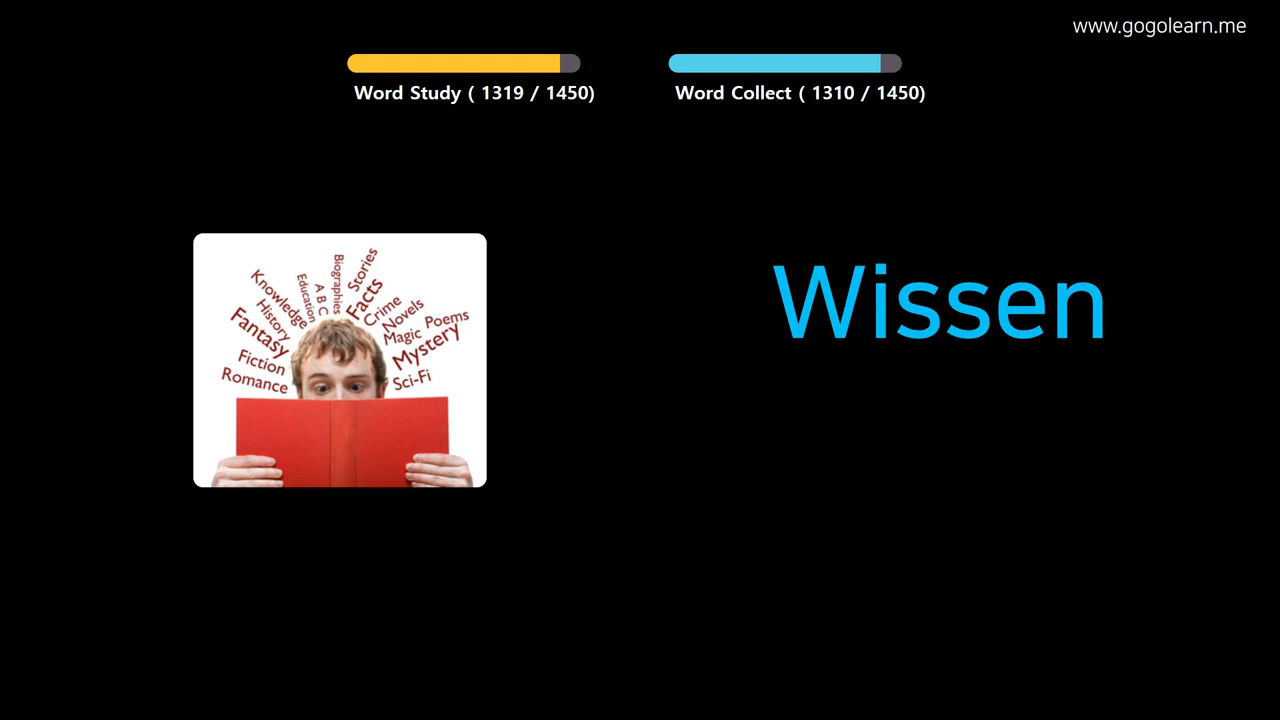 www.gogolearn.me
Word Study ( 1319 / 1450)
Word Collect ( 1310 / 1450)
Wissen
Stories
Biographies
Facts
A B C
Education
Knowledge
History
Crime
Novels
Poems
Magic
Fantasy
Mystery
Fiction
Romance
Sci-Fi